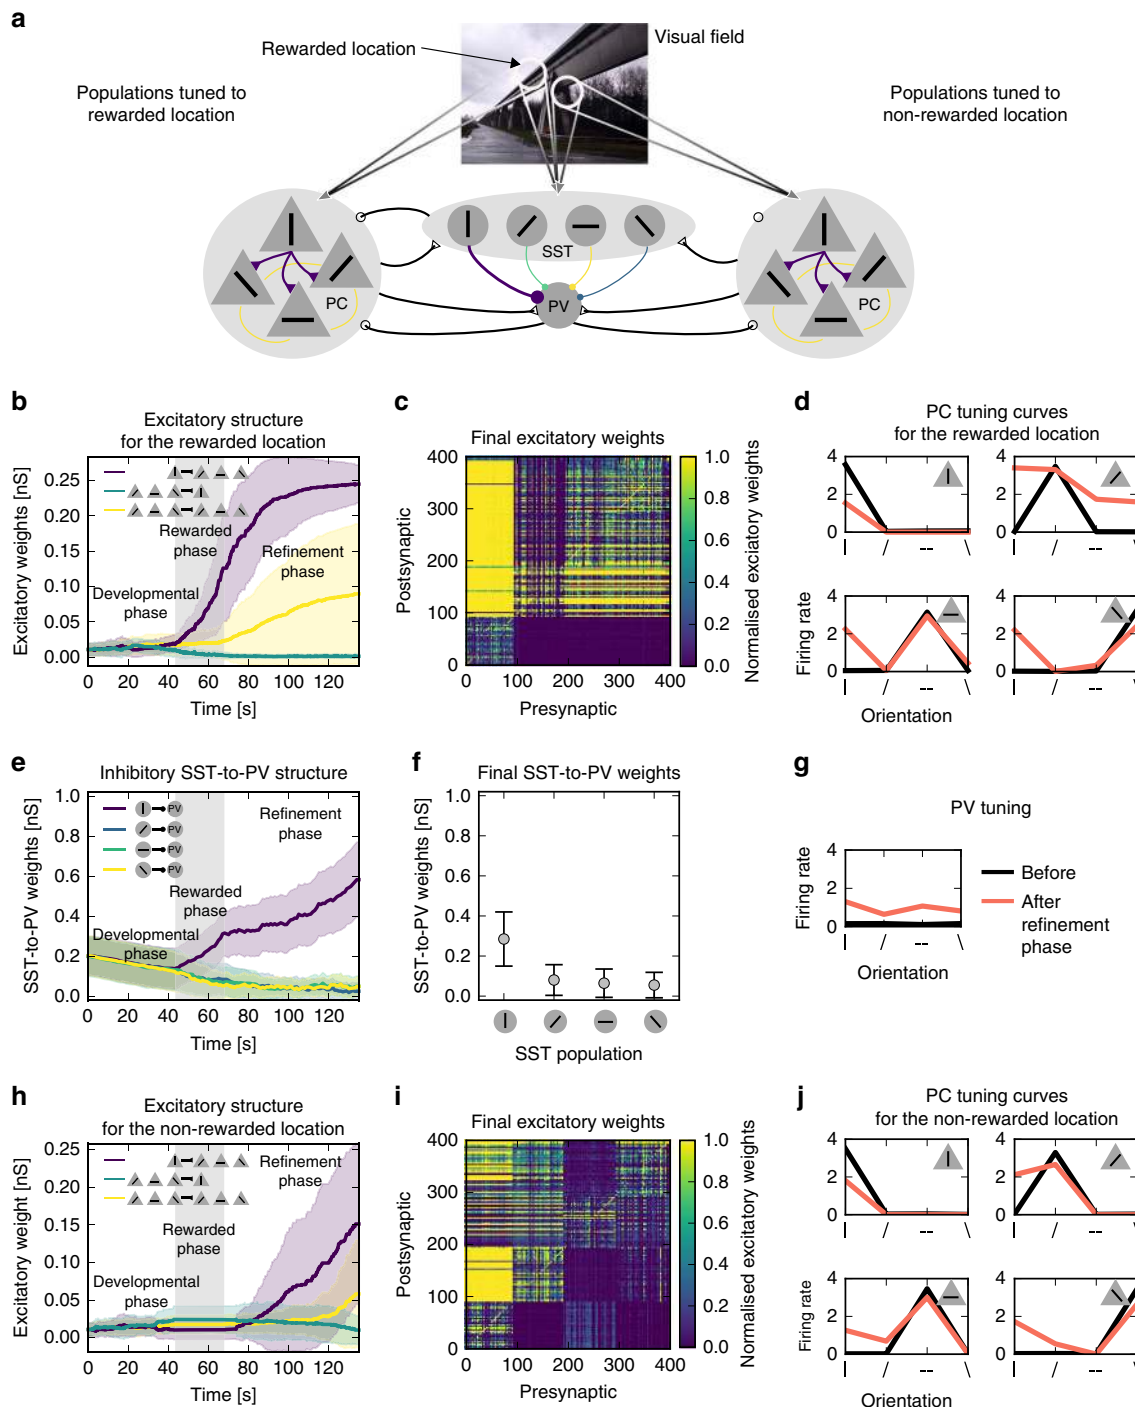 a
Rewarded location
Visual field
Populations tuned to
rewarded location
Populations tuned to
non-rewarded location
SST
PC
PV
PC
b
Excitatory structure
for the rewarded location
Excitatory weights [nS]
0.25
0.20
0.15
0.10
0.05
0.00
Rewarded
phase
Refinement
phase
Developmental
phase
0 20 40 60 80 100 120
Time [s]
c
Final excitatory weights
Postsynaptic
400
300
200
100
0
0 100 200 300 400
Presynaptic
1.0
0.8
0.6
0.4
0.2
0.0
Normalised exciatory weights
d
PC tuning curves
for the rewarded location
4
2
0
4
2
0
| / -- \
| / -- \
Firing rate
4
2
0
4
2
0
| / -- \
| / -- \
Orientation
e
Inhibitory SST-to-PV structure
SST-to-PV weights [nS]
1.0
0.8
0.6
0.4
0.2
0.0
PV
PV
PV
PV
Refinement
phase
Rewarded
phase
Developmental
phase
0 20 40 60 80 100 120
Time [s]
f
Final SST-to-PV weights
SST-to-PV weights [nS]
1.0
0.8
0.6
0.4
0.2
0.0
SST population
g
PV tuning
Firing rate
4
2
0
| / -- \
Orientation
Before
After
refinement
phase
h
Excitatory structure
for the non-rewarded location
Excitatory weight [nS]
0.25
0.20
0.15
0.10
0.05
0.00
Refinement
phase
Rewarded
phase
Developmental
phase
0 20 40 60 80 100 120
Time [s]
i
Final excitatory weights
Postsynaptic
400
300
200
100
0
0 100 200 300 400
Presynaptic
1.0
0.8
0.6
0.4
0.2
0.0
Normalised excitatory weights
j
PC tuning curves
for the non-rewarded location
4
2
0
4
2
0
| / -- \
| / -- \
Firing rate
4
2
0
4
2
0
| / -- \
| / -- \
Orientation